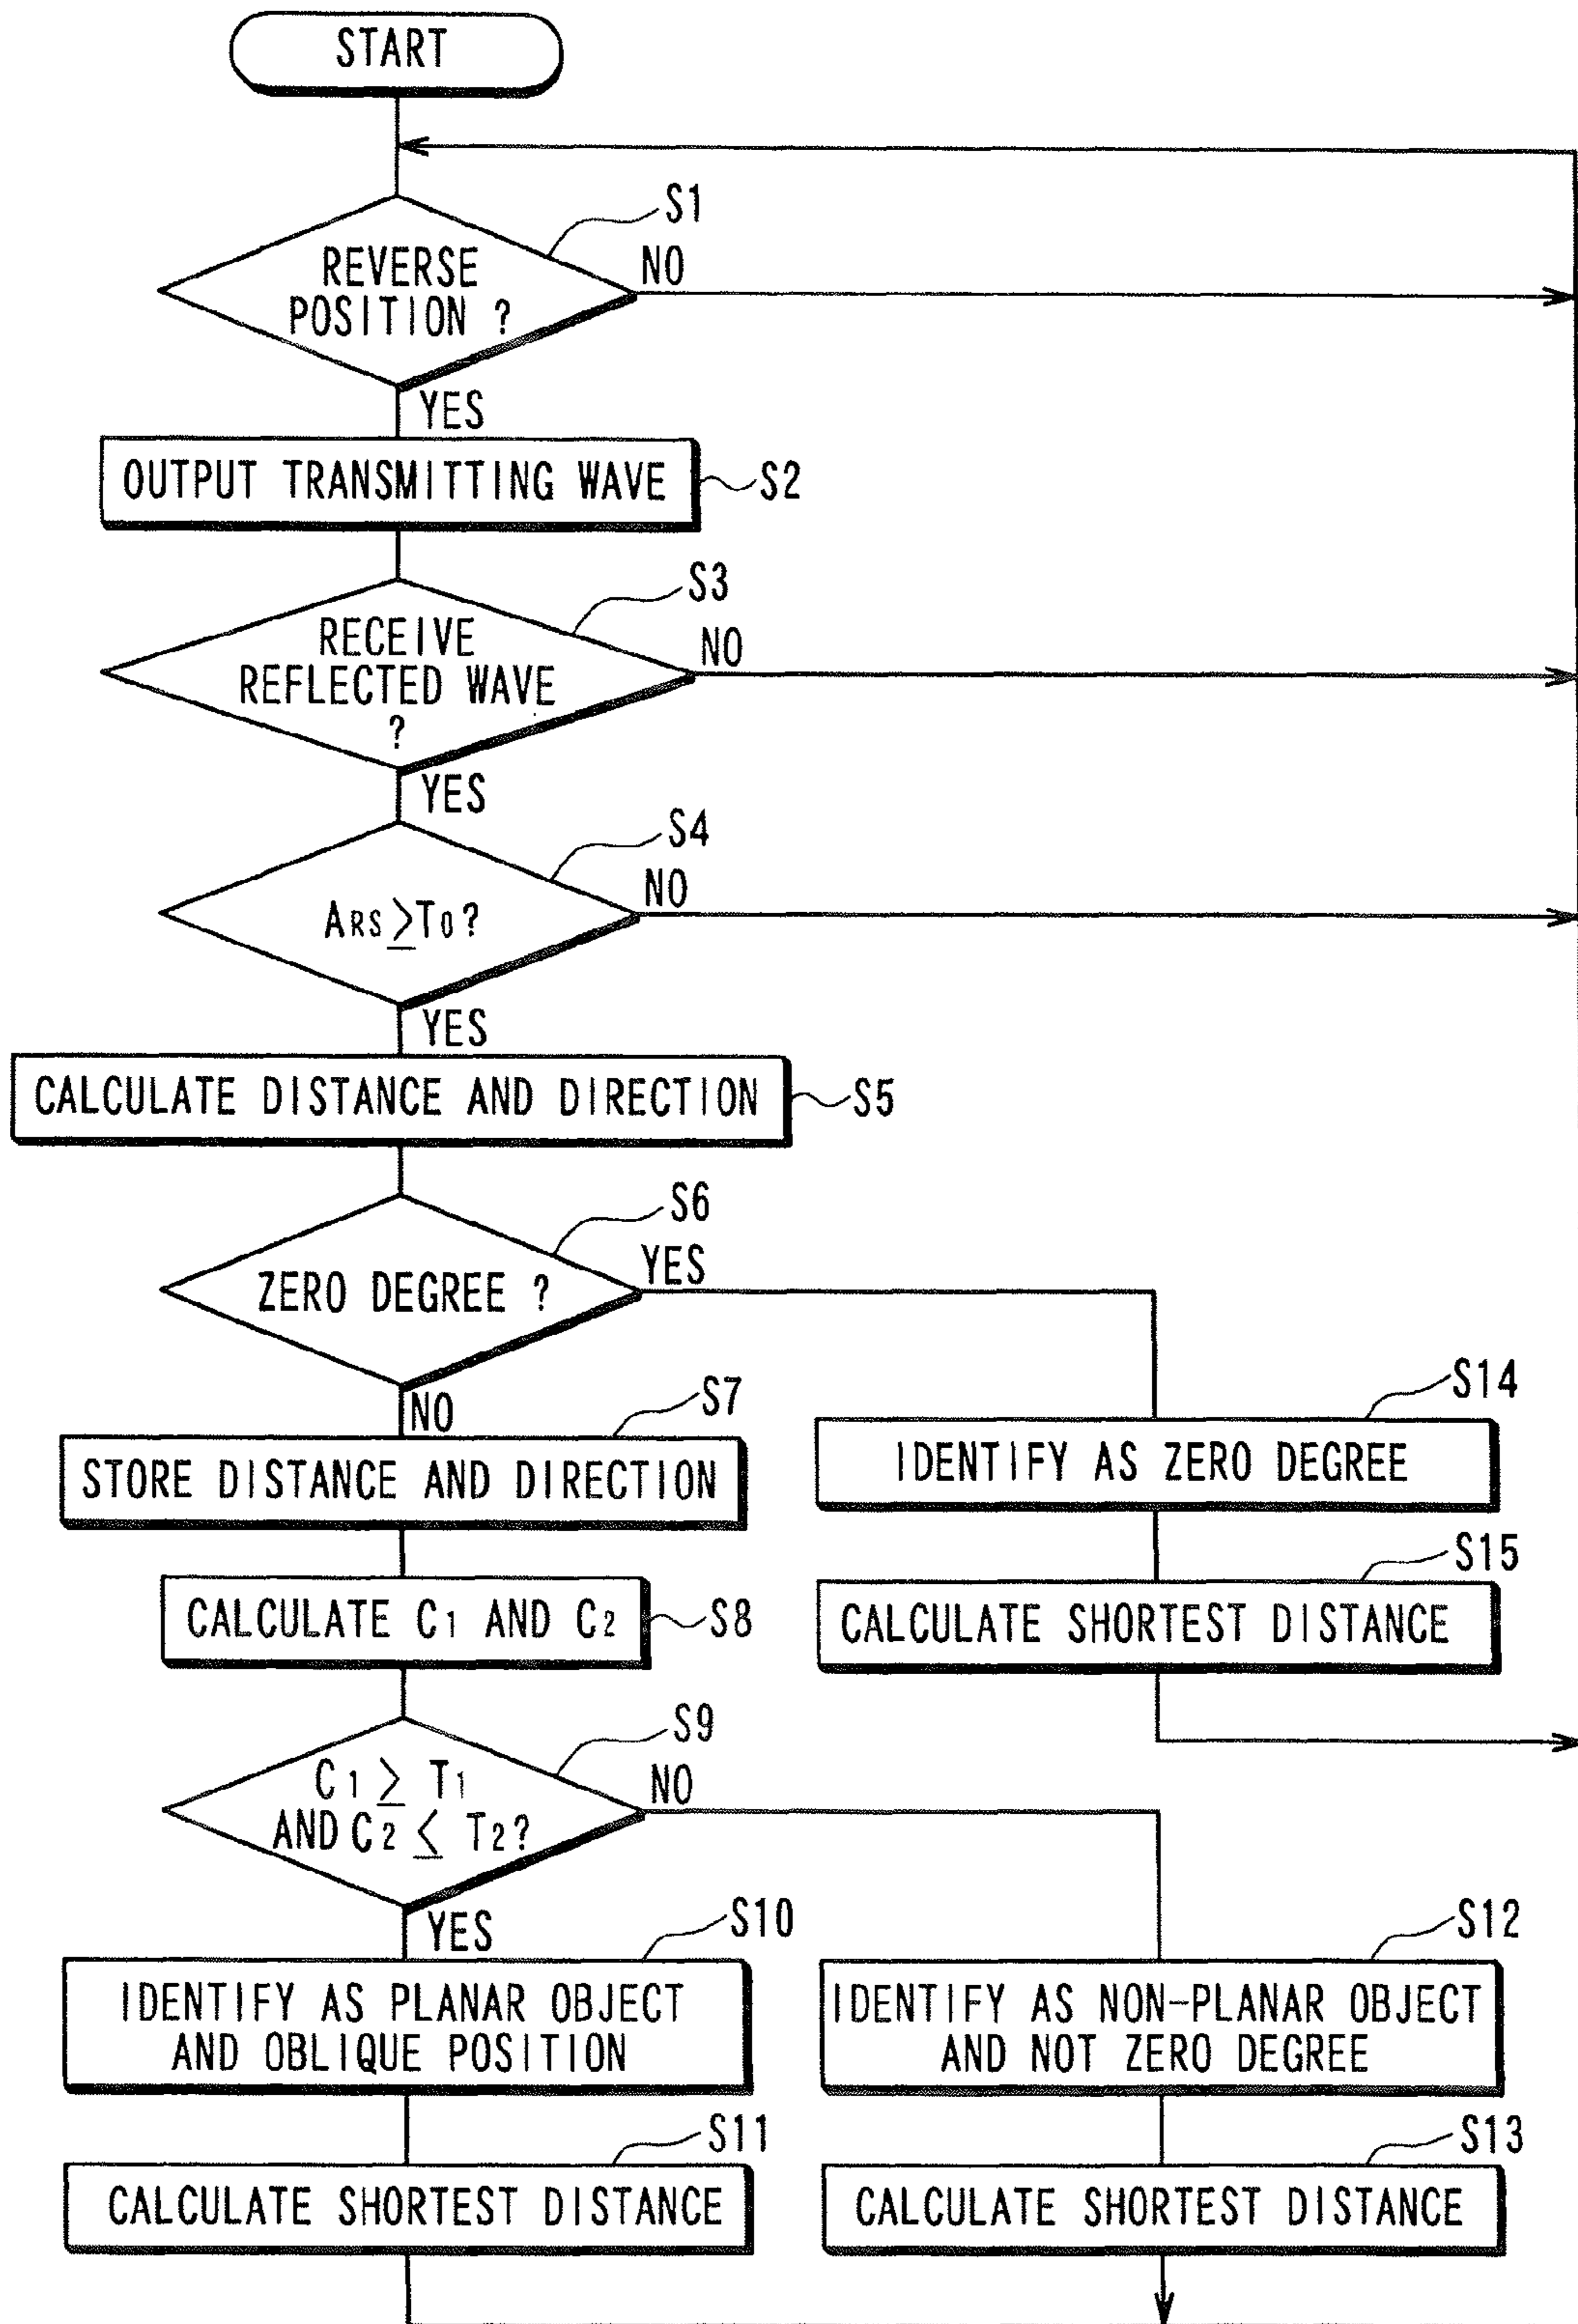 START
S1
REVERSE
POSITION ?
NO
YES
OUTPUT TRANSMITTING WAVE
S2
S3
RECEIVE
REFLECTED WAVE
?
NO
YES
S4
ARS ≥ T0 ?
NO
YES
CALCULATE DISTANCE AND DIRECTION
S5
S6
ZERO DEGREE ?
YES
NO
S7
STORE DISTANCE AND DIRECTION
S14
IDENTIFY AS ZERO DEGREE
CALCULATE C1 AND C2
S8
S15
CALCULATE SHORTEST DISTANCE
S9
C1 ≥ T1
AND C2 ≤ T2?
NO
YES
S10
IDENTIFY AS PLANAR OBJECT
AND OBLIQUE POSITION
S12
IDENTIFY AS NON-PLANAR OBJECT
AND NOT ZERO DEGREE
S11
CALCULATE SHORTEST DISTANCE
S13
CALCULATE SHORTEST DISTANCE